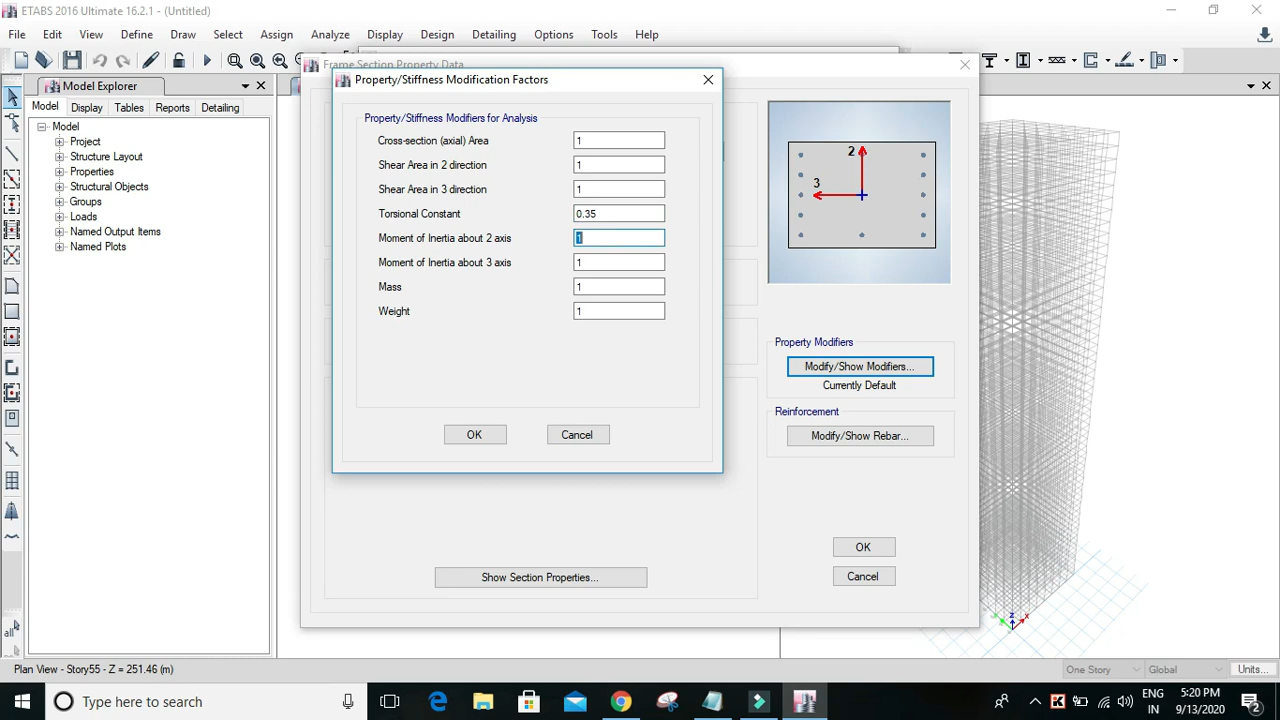 ETABS 2016 Ultimate 16.2.1 - (Untitled)
File Edit View Define Draw Select Assign Analyze Display Design Detailing Options Tools Help
Model Explorer
Model Display Tables Reports Detailing
Model
Project
Structure Layout
Properties
Structural Objects
Groups
Loads
Named Output Items
Named Plots
Frame Section Property Data
Property/Stiffness Modification Factors
Property/Stiffness Modifiers for Analysis
Cross-section (axial) Area 1
Shear Area in 2 direction 1
Shear Area in 3 direction 1
Torsional Constant 0.35
Moment of Inertia about 2 axis 1
Moment of Inertia about 3 axis 1
Mass 1
Weight 1
OK Cancel
2
3
Property Modifiers
Modify/Show Modifiers...
Currently Default
Reinforcement
Modify/Show Rebar...
OK
Cancel
Show Section Properties...
Z
Y X
all
Plan View - Story55 - Z = 251.46 (m)
One Story Global Units...
Type here to search
ENG
IN
5:20 PM
9/13/2020
2